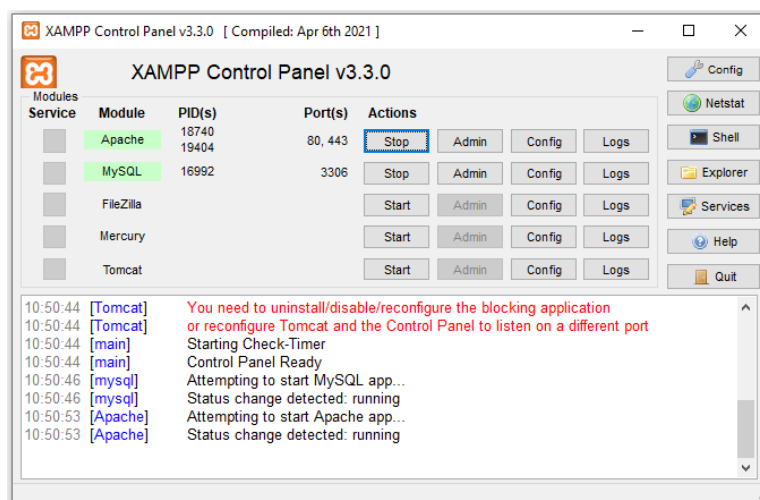 XAMPP Control Panel v3.3.0 [ Compiled: Apr 6th 2021 ]
XAMPP Control Panel v3.3.0
Config
Modules
Service Module PID(s) Port(s) Actions
Netstat
Apache 18740 19404 80, 443 Stop Admin Config Logs
Shell
MySQL 16992 3306 Stop Admin Config Logs
Explorer
FileZilla Start Admin Config Logs
Services
Mercury Start Admin Config Logs
Help
Tomcat Start Admin Config Logs
Quit
10:50:44 [Tomcat] You need to uninstall/disable/reconfigure the blocking application
10:50:44 [Tomcat] or reconfigure Tomcat and the Control Panel to listen on a different port
10:50:44 [main] Starting Check-Timer
10:50:44 [main] Control Panel Ready
10:50:46 [mysql] Attempting to start MySQL app...
10:50:46 [mysql] Status change detected: running
10:50:53 [Apache] Attempting to start Apache app...
10:50:53 [Apache] Status change detected: running